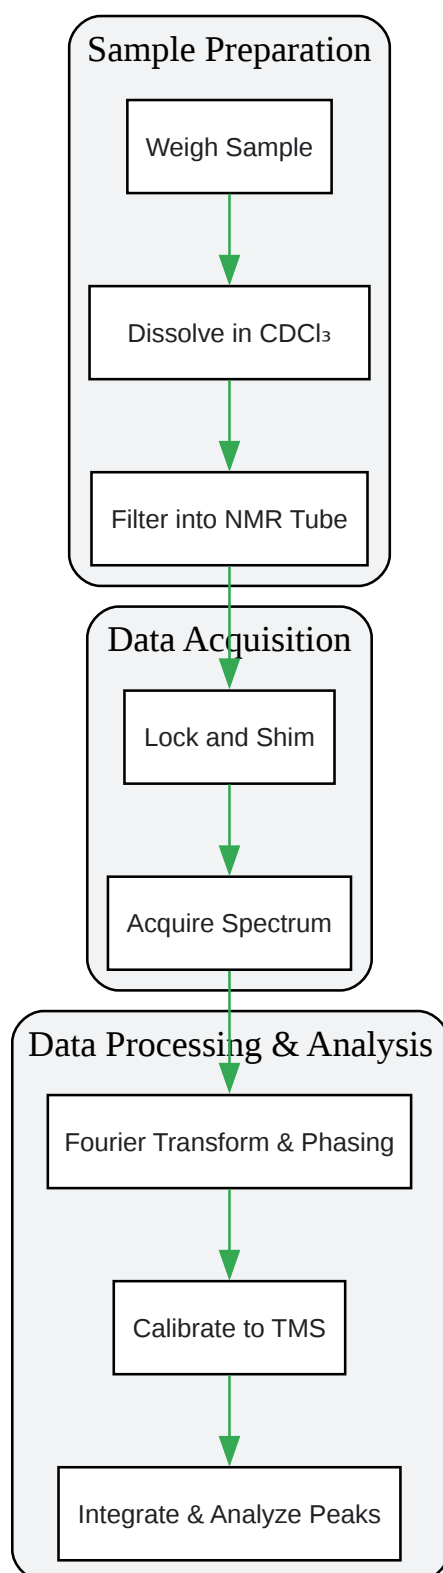 Sample Preparation
Weigh Sample
Dissolve in CDCl₃
Filter into NMR Tube
Data Acquisition
Lock and Shim
Acquire Spectrum
Data Processing & Analysis
Fourier Transform & Phasing
Calibrate to TMS
Integrate & Analyze Peaks